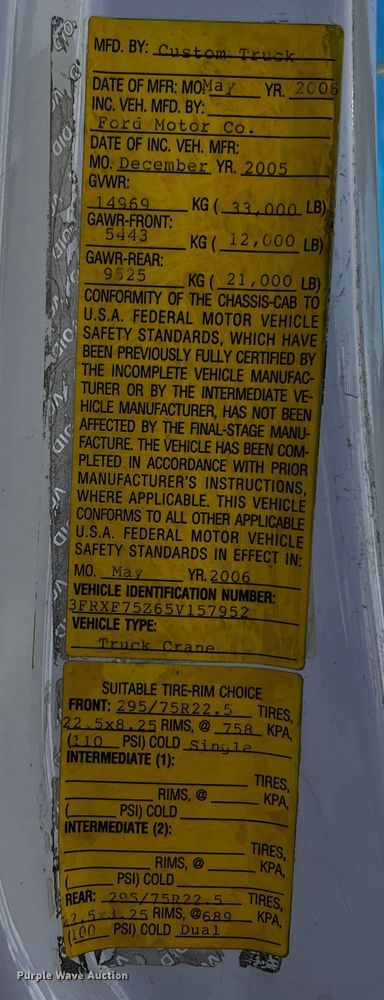 MFD. BY: Custom Truck
DATE OF MFR: MO May YR. 2006
INC. VEH. MFD. BY:
Ford Motor Co.
DATE OF INC. VEH. MFR:
MO. December YR. 2005
GVWR:
14969 KG ( 33,000 LB)
GAWR-FRONT:
5443 KG ( 12,000 LB)
GAWR-REAR:
9525 KG ( 21,000 LB)
CONFORMITY OF THE CHASSIS-CAB TO
U.S.A. FEDERAL MOTOR VEHICLE
SAFETY STANDARDS, WHICH HAVE
BEEN PREVIOUSLY FULLY CERTIFIED BY
THE INCOMPLETE VEHICLE MANUFAC-
TURER OR BY THE INTERMEDIATE VE-
HICLE MANUFACTURER, HAS NOT BEEN
AFFECTED BY THE FINAL-STAGE MANU-
FACTURE. THE VEHICLE HAS BEEN COM-
PLETED IN ACCORDANCE WITH PRIOR
MANUFACTURER'S INSTRUCTIONS,
WHERE APPLICABLE. THIS VEHICLE
CONFORMS TO ALL OTHER APPLICABLE
U.S.A. FEDERAL MOTOR VEHICLE
SAFETY STANDARDS IN EFFECT IN:
MO. May YR. 2006
VEHICLE IDENTIFICATION NUMBER:
3FRXF75Z65V157952
VEHICLE TYPE:
Truck Crane
SUITABLE TIRE-RIM CHOICE
FRONT: 295/75R22.5 TIRES,
22.5x8.25 RIMS, @ 758 KPA,
(110 PSI) COLD Single
INTERMEDIATE (1):
TIRES,
RIMS, @ KPA,
( PSI) COLD
INTERMEDIATE (2):
TIRES,
RIMS, @ KPA,
( PSI) COLD
REAR: 295/75R22.5 TIRES,
22.5x8.25 RIMS, @689 KPA,
(100 PSI) COLD Dual
VOID
VOID
VOID
Purple Wave Auction